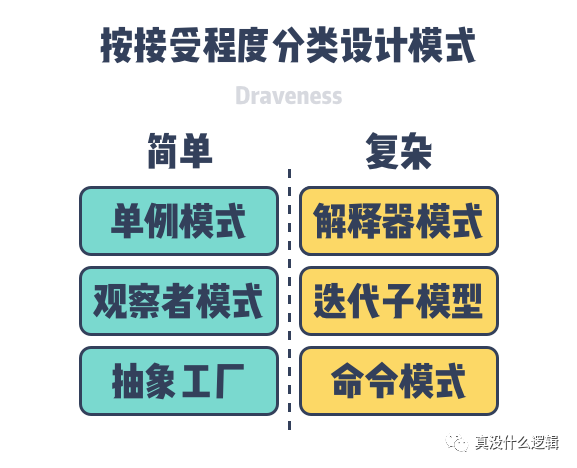 按接受程度分类设计模式
Draveness
简单
复杂
单例模式
解释器模式
观察者模式
迭代子模型
抽象工厂
命令模式
真没什么逻辑